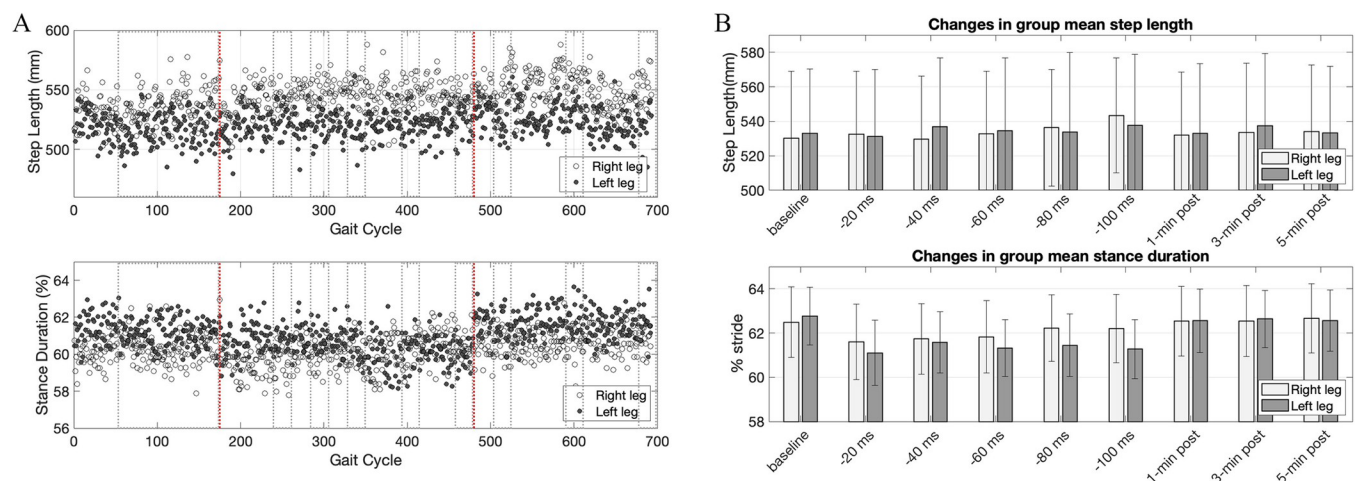 A
600
550
500
Step Length (mm)
Right leg
Left leg
0 100 200 300 400 500 600 700
Gait Cycle
64
62
60
58
56
Stance Duration (%)
Right leg
Left leg
0 100 200 300 400 500 600 700
Gait Cycle
B
Changes in group mean step length
580
560
540
520
500
Step Length(mm)
Right leg
Left leg
baseline -20 ms -40 ms -60 ms -80 ms -100 ms 1-min post 3-min post 5-min post
Changes in group mean stance duration
64
62
60
58
% stride
Right leg
Left leg
baseline -20 ms -40 ms -60 ms -80 ms -100 ms 1-min post 3-min post 5-min post